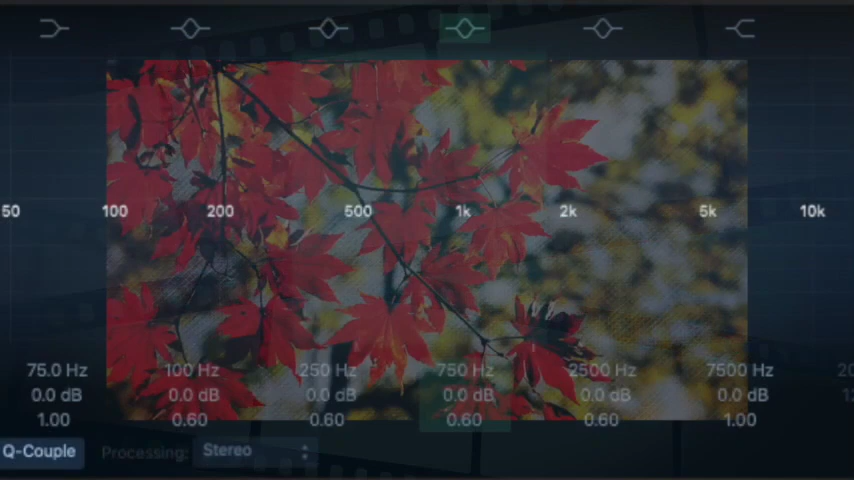 50 100 200 500 1k 2k 5k 10k
75.0 Hz 100 Hz 250 Hz 750 Hz 2500 Hz 7500 Hz 20
0.0 dB 0.0 dB 0.0 dB 0.0 dB 0.0 dB 0.0 dB 12
1.00 0.60 0.60 0.60 0.60 1.00
Q-Couple Processing: Stereo